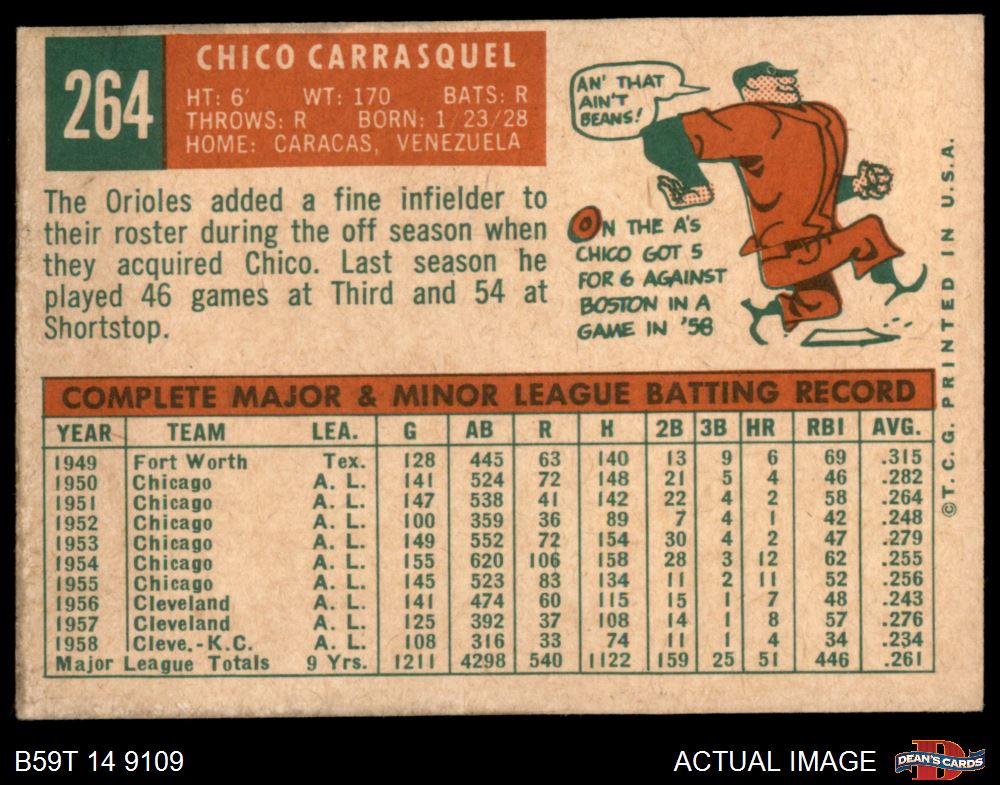 264
CHICO CARRASQUEL
HT: 6' WT: 170 BATS: R
THROWS: R BORN: 1/23/28
HOME: CARACAS, VENEZUELA
The Orioles added a fine infielder to
their roster during the off season when
they acquired Chico. Last season he
played 46 games at Third and 54 at
Shortstop.
AN' THAT
AIN'T
BEANS!
ON THE A'S
CHICO GOT 5
FOR 6 AGAINST
BOSTON IN A
GAME IN '58
COMPLETE MAJOR & MINOR LEAGUE BATTING RECORD
YEAR TEAM LEA. G AB R H 2B 3B HR RBI AVG.
1949 Fort Worth Tex. 128 445 63 140 13 9 6 69 .315
1950 Chicago A. L. 141 524 72 148 21 5 4 46 .282
1951 Chicago A. L. 147 538 41 142 22 4 2 58 .264
1952 Chicago A. L. 100 359 36 89 7 4 1 42 .248
1953 Chicago A. L. 149 552 72 154 30 4 2 47 .279
1954 Chicago A. L. 155 620 106 158 28 3 12 62 .255
1955 Chicago A. L. 145 523 83 134 11 2 11 52 .256
1956 Cleveland A. L. 141 474 60 115 15 1 7 48 .243
1957 Cleveland A. L. 125 392 37 108 14 1 8 57 .276
1958 Cleve.-K.C. A. L. 108 316 33 74 11 1 4 34 .234
Major League Totals 9 Yrs. 1211 4298 540 1122 159 25 51 446 .261
©T. C. G. PRINTED IN U.S.A.
B59T 14 9109
ACTUAL IMAGE
D
DEAN'S CARDS